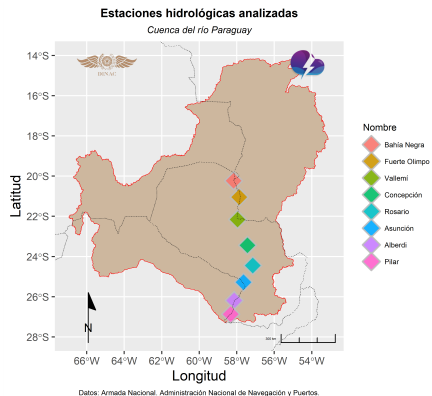 Estaciones hidrológicas analizadas
Cuenca del río Paraguay
14°S
16°S
18°S
20°S
22°S
24°S
26°S
28°S
66°W 64°W 62°W 60°W 58°W 56°W 54°W
Latitud
Longitud
N
Nombre
Bahía Negra
Fuerte Olimpo
Vallemí
Concepción
Rosario
Asunción
Alberdi
Pilar
Datos: Armada Nacional. Administración Nacional de Navegación y Puertos.